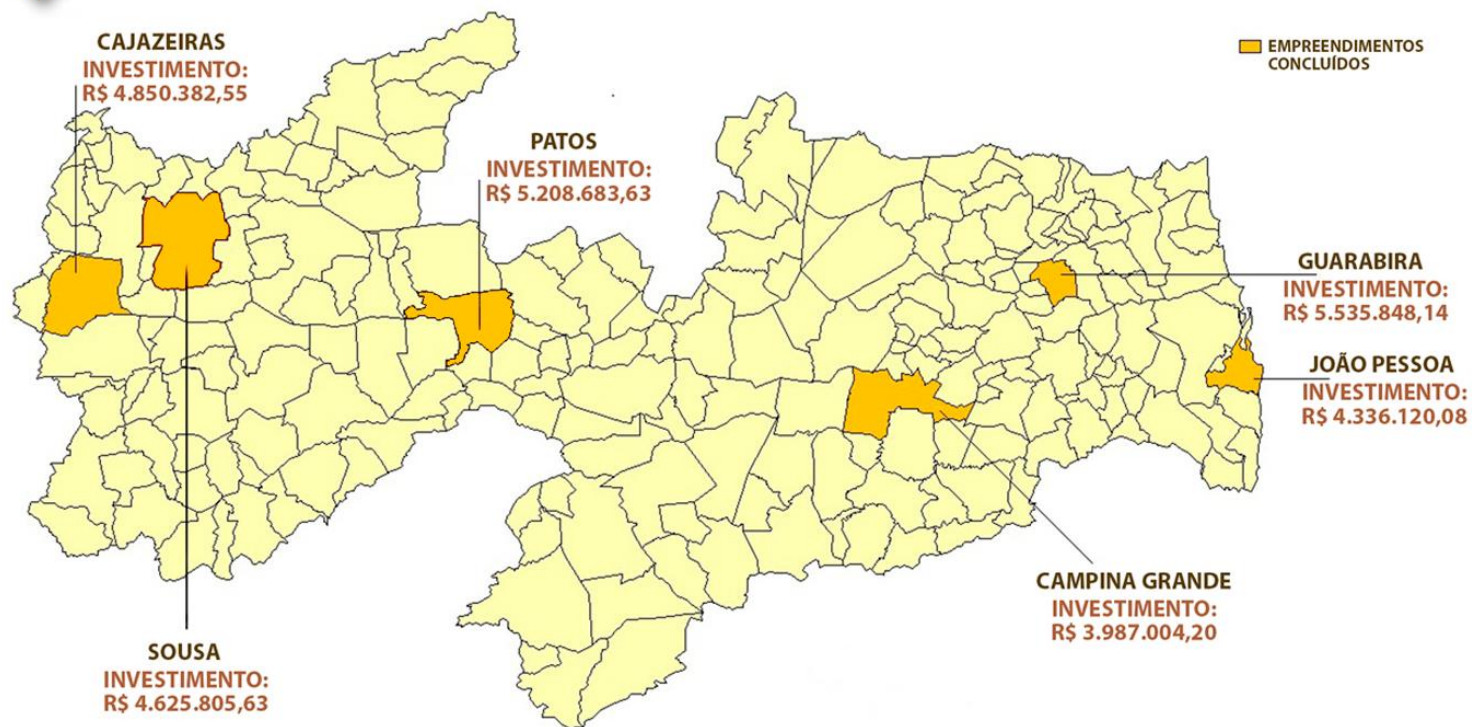 CAJAZEIRAS
INVESTIMENTO:
R$ 4.850.382,55
EMPREENDIMENTOS
CONCLUÍDOS
PATOS
INVESTIMENTO:
R$ 5.208.683,63
GUARABIRA
INVESTIMENTO:
R$ 5.535.848,14
JOÃO PESSOA
INVESTIMENTO:
R$ 4.336.120,08
CAMPINA GRANDE
INVESTIMENTO:
R$ 3.987.004,20
SOUSA
INVESTIMENTO:
R$ 4.625.805,63